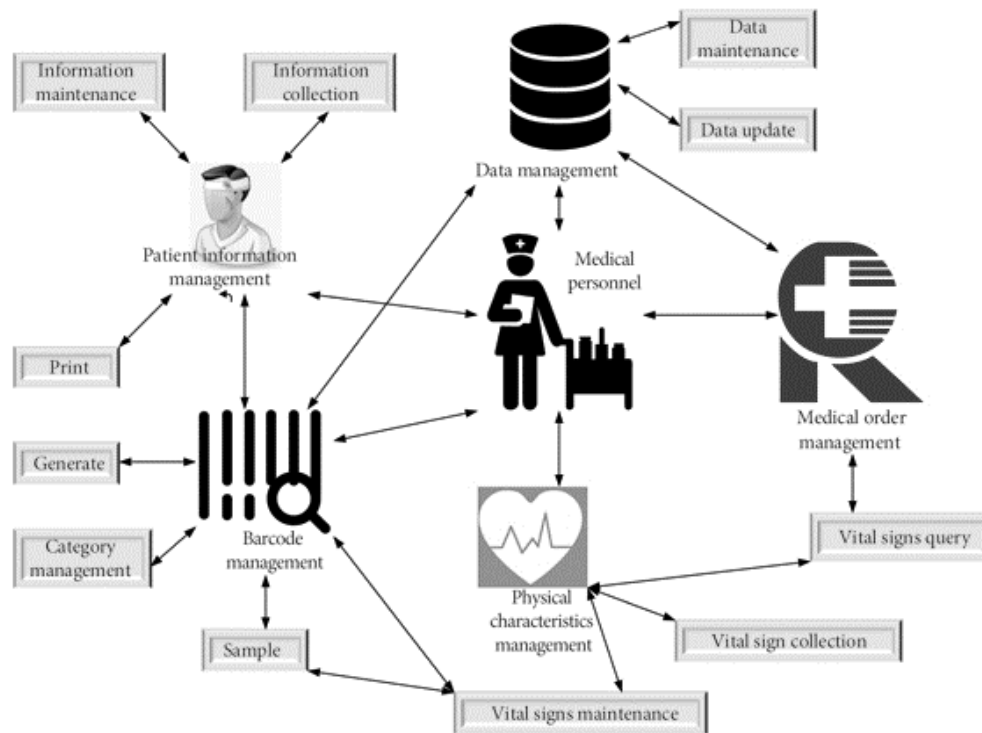 Data
maintenance
Information
maintenance
Information
collection
Data update
Data management
Patient information
management
Medical
personnel
Print
Medical order
management
Generate
Barcode
management
Category
management
Vital signs query
Physical
characteristics
management
Sample
Vital sign collection
Vital signs maintenance